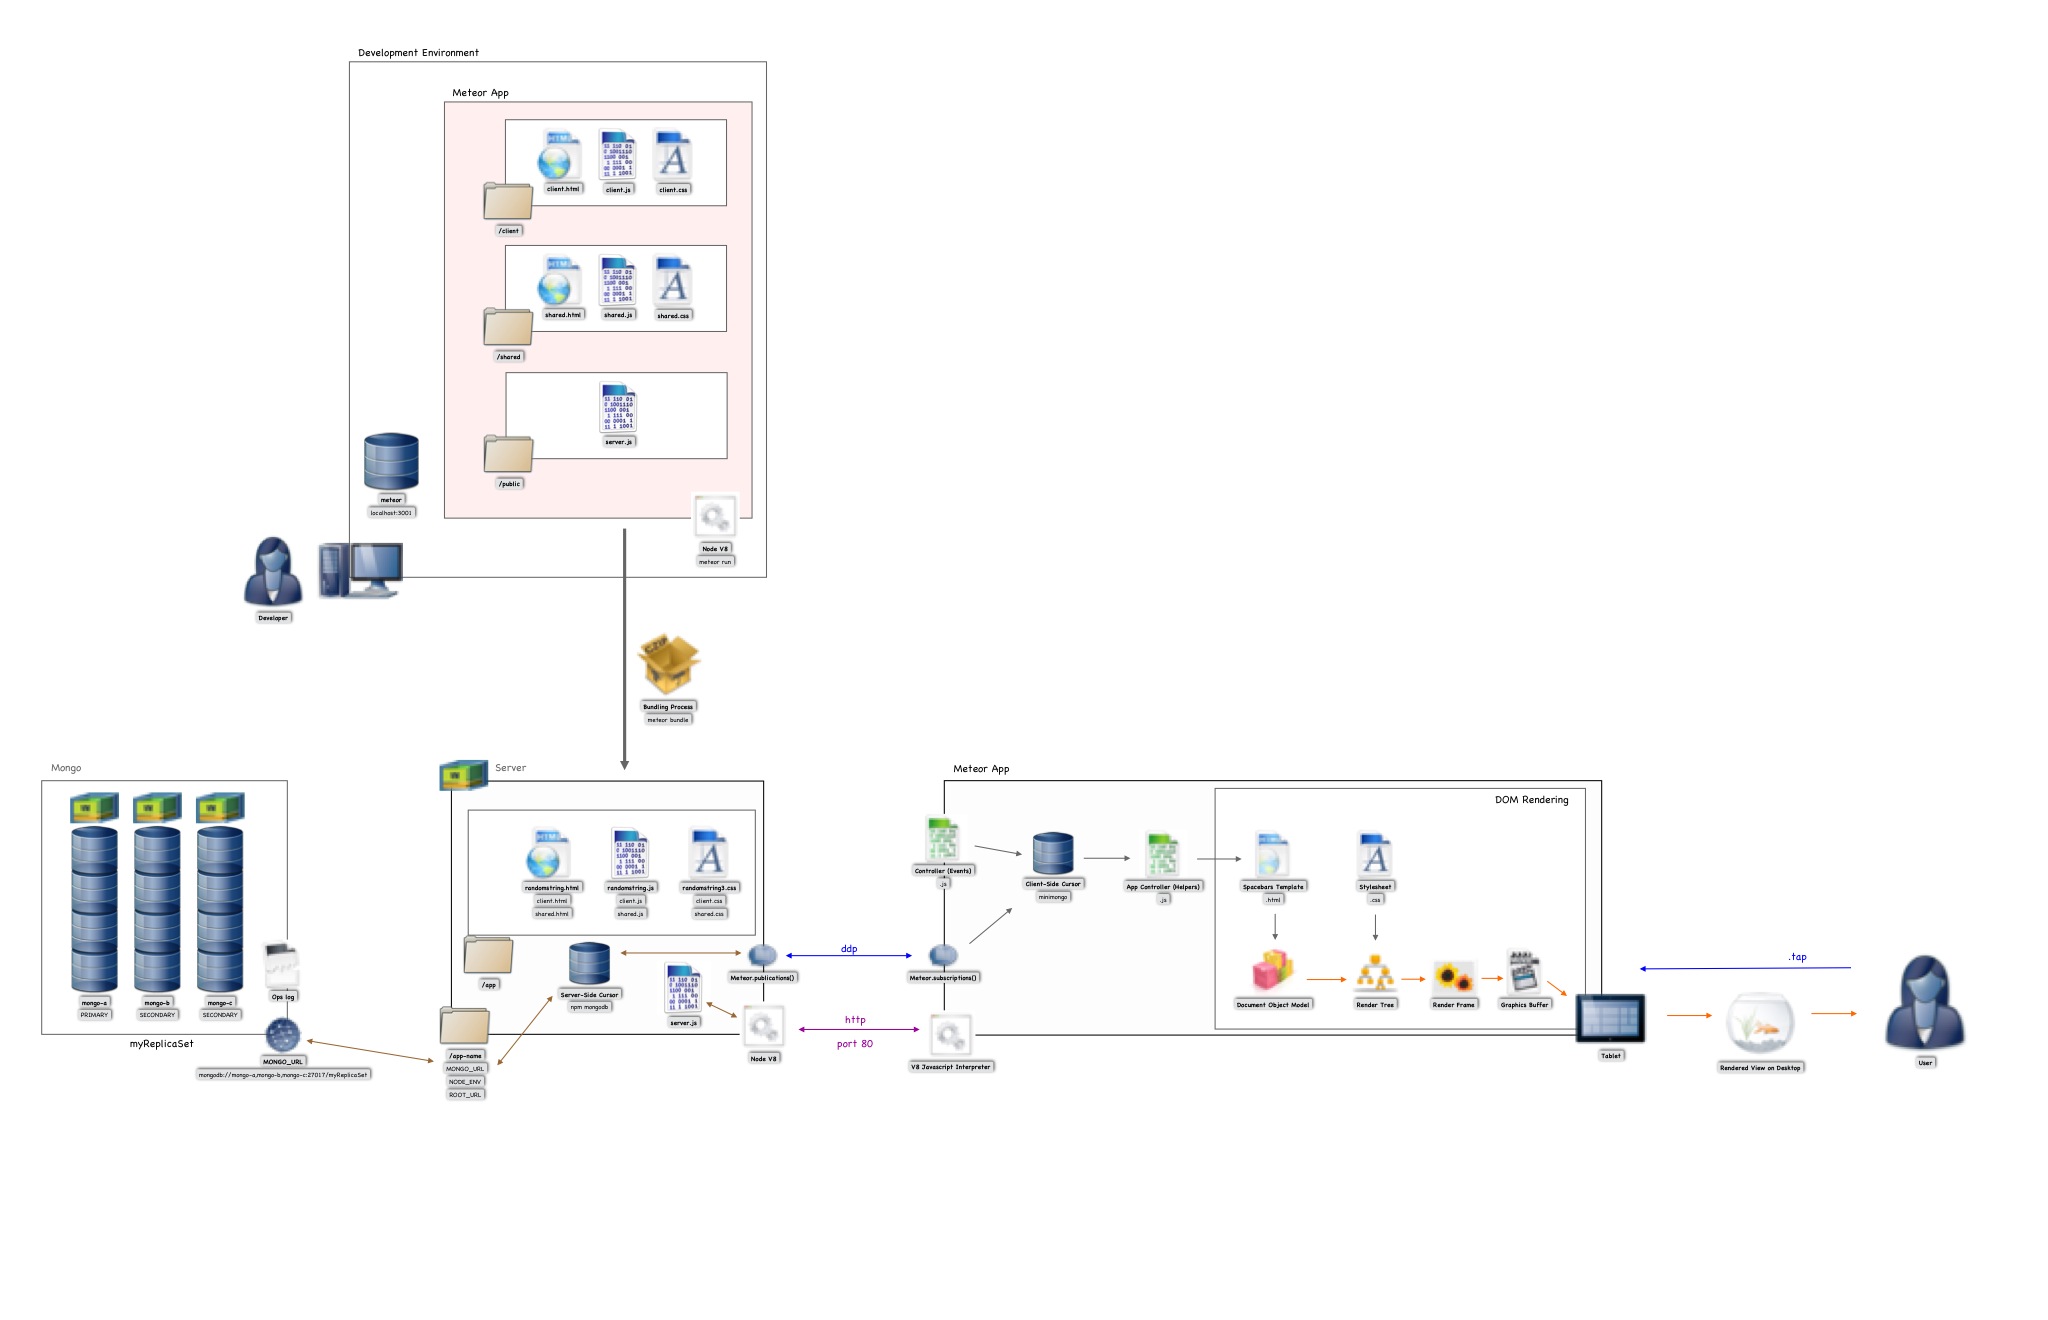 Development Environment
Meteor App
client.html
client.js
client.css
/client
shared.html
shared.js
shared.css
/shared
server.js
/public
meteor
localhost:3001
Node V8
meteor run
Developer
GZIP
Bundling Process
meteor bundle
Mongo
mongo-a
PRIMARY
mongo-b
SECONDARY
mongo-c
SECONDARY
Ops log
myReplicaSet
MONGO_URL
mongodb://mongo-a,mongo-b,mongo-c:27017/myReplicaSet
Server
randomstring.html
client.html
shared.html
randomstring.js
client.js
shared.js
randomstring3.css
client.css
shared.css
/app
Server-Side Cursor
npm mongodb
server.js
Meteor.publications()
/app-name
MONGO_URL
NODE_ENV
ROOT_URL
Node V8
ddp
http
port 80
Meteor App
Controller (Events)
.js
Client-Side Cursor
minimongo
App Controller (Helpers)
.js
Meteor.subscriptions()
V8 Javascript Interpreter
DOM Rendering
Spacebars Template
.html
Stylesheet
.css
Document Object Model
Render Tree
Render Frame
Graphics Buffer
Tablet
.tap
Rendered View on Desktop
User